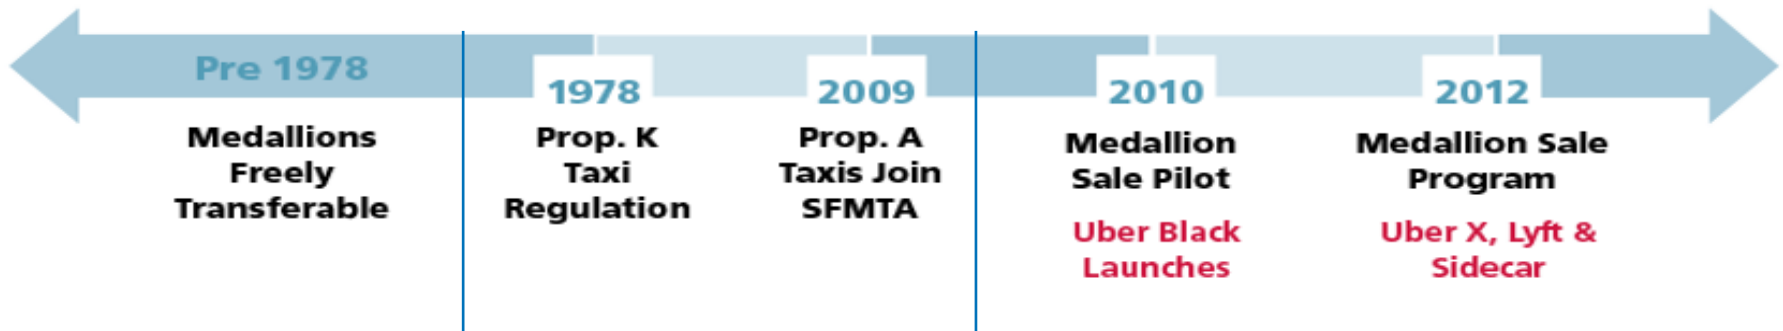 Pre 1978
Medallions
Freely
Transferable
1978
Prop. K
Taxi
Regulation
2009
Prop. A
Taxis Join
SFMTA
2010
Medallion
Sale Pilot
Uber Black
Launches
2012
Medallion Sale
Program
Uber X, Lyft &
Sidecar